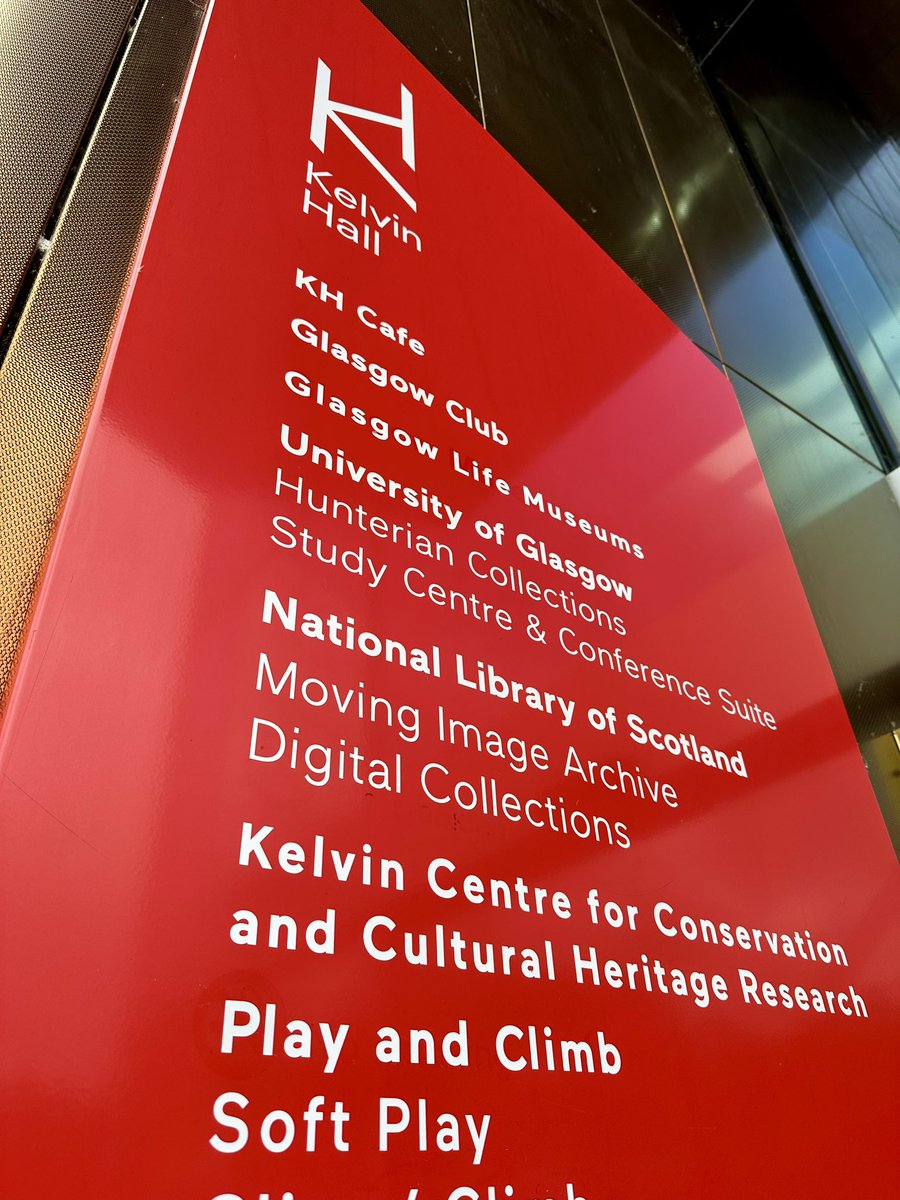 Kelvin
Hall
KH Cafe
Glasgow Club
Glasgow Life Museums
University of Glasgow
Hunterian Collections
Study Centre & Conference Suite
National Library of Scotland
Moving Image Archive
Digital Collections
Kelvin Centre for Conservation
and Cultural Heritage Research
Play and Climb
Soft Play